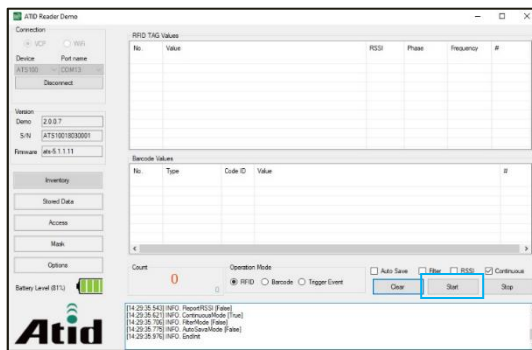 ATID Reader Demo
Connection
VCP WiFi
Device Port name
ATS100 COM13
Disconnect
Version
Demo 2.0.0.7
S/N ATS10018030001
Firmware ats-5.1.1.11
Inventory
Stored Data
Access
Mask
Options
Battery Level (81%)
Atid
RFID TAG Values
No. Value RSSI Phase Frequency #
Barcode Values
No. Type Code ID Value #
Count
0
0
Operation Mode
RFID Barcode Trigger Event
Auto Save Filter RSSI Continuous
Clear Start Stop
[14:29:35.543] INFO. ReportRSSI [False]
[14:29:35.621] INFO. ContinuousMode [True]
[14:29:35.706] INFO. FilterMode [False]
[14:29:35.775] INFO. AutoSaveMode [False]
[14:29:35.976] INFO. EndInit